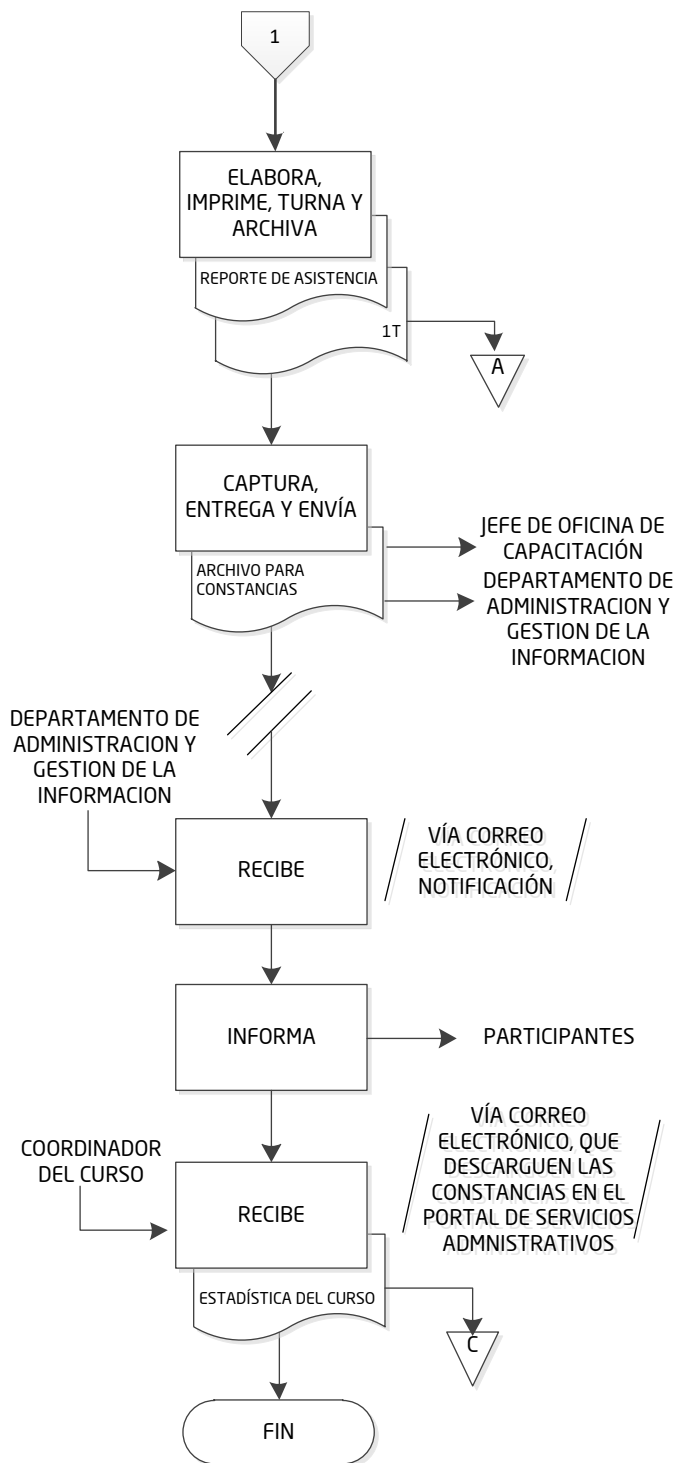 1
ELABORA,
IMPRIME, TURNA Y
ARCHIVA
REPORTE DE ASISTENCIA
1T
A
CAPTURA,
ENTREGA Y ENVÍA
ARCHIVO PARA
CONSTANCIAS
JEFE DE OFICINA DE
CAPACITACIÓN
DEPARTAMENTO DE
ADMINISTRACION Y
GESTION DE LA
INFORMACION
DEPARTAMENTO DE
ADMINISTRACION Y
GESTION DE LA
INFORMACION
RECIBE
VÍA CORREO
ELECTRÓNICO,
NOTIFICACIÓN
INFORMA
PARTICIPANTES
VÍA CORREO
ELECTRÓNICO, QUE
DESCARGUEN LAS
CONSTANCIAS EN EL
PORTAL DE SERVICIOS
ADMNISTRATIVOS
COORDINADOR
DEL CURSO
RECIBE
ESTADÍSTICA DEL CURSO
C
FIN